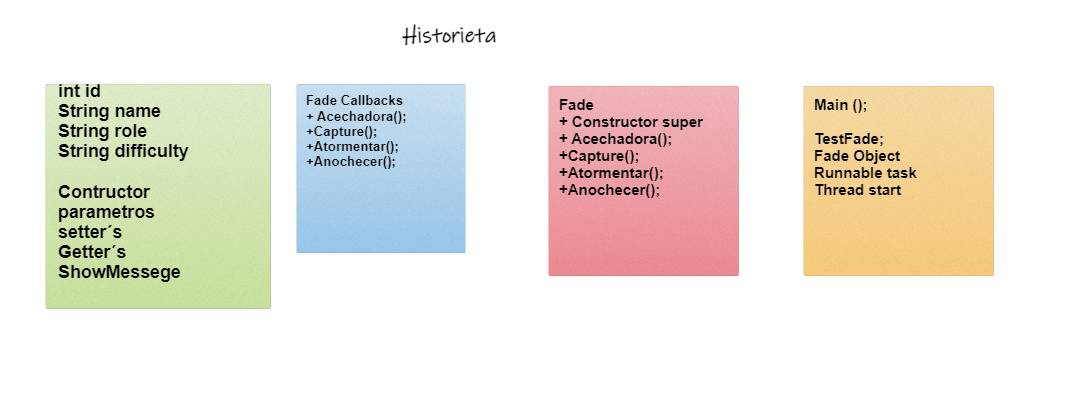 Historieta
int id
String name
String role
String difficulty
Contructor
parametros
setter´s
Getter´s
ShowMessege
Fade Callbacks
+ Acechadora();
+Capture();
+Atormentar();
+Anochecer();
Fade
+ Constructor super
+ Acechadora();
+Capture();
+Atormentar();
+Anochecer();
Main ();
TestFade;
Fade Object
Runnable task
Thread start